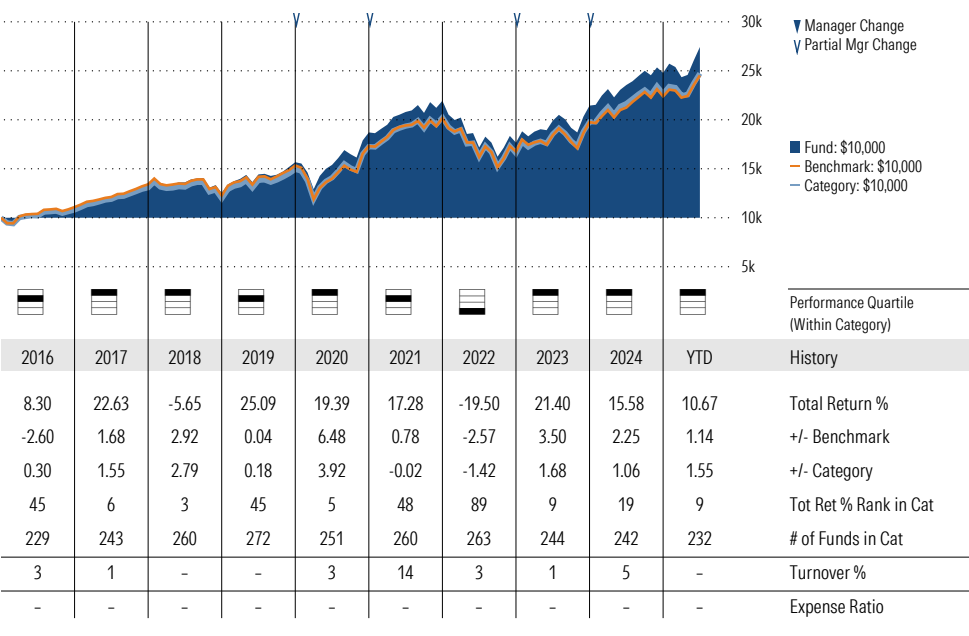 30k
▼ Manager Change
∨ Partial Mgr Change
25k
20k
Fund: $10,000
Benchmark: $10,000
15k
Category: $10,000
10k
5k
Performance Quartile
(Within Category)
2016 2017 2018 2019 2020 2021 2022 2023 2024 YTD History
8.30 22.63 -5.65 25.09 19.39 17.28 -19.50 21.40 15.58 10.67 Total Return %
-2.60 1.68 2.92 0.04 6.48 0.78 -2.57 3.50 2.25 1.14 +/- Benchmark
0.30 1.55 2.79 0.18 3.92 -0.02 -1.42 1.68 1.06 1.55 +/- Category
45 6 3 45 5 48 89 9 19 9 Tot Ret % Rank in Cat
229 243 260 272 251 260 263 244 242 232 # of Funds in Cat
3 1 – – 3 14 3 1 5 – Turnover %
– – – – – – – – – – Expense Ratio